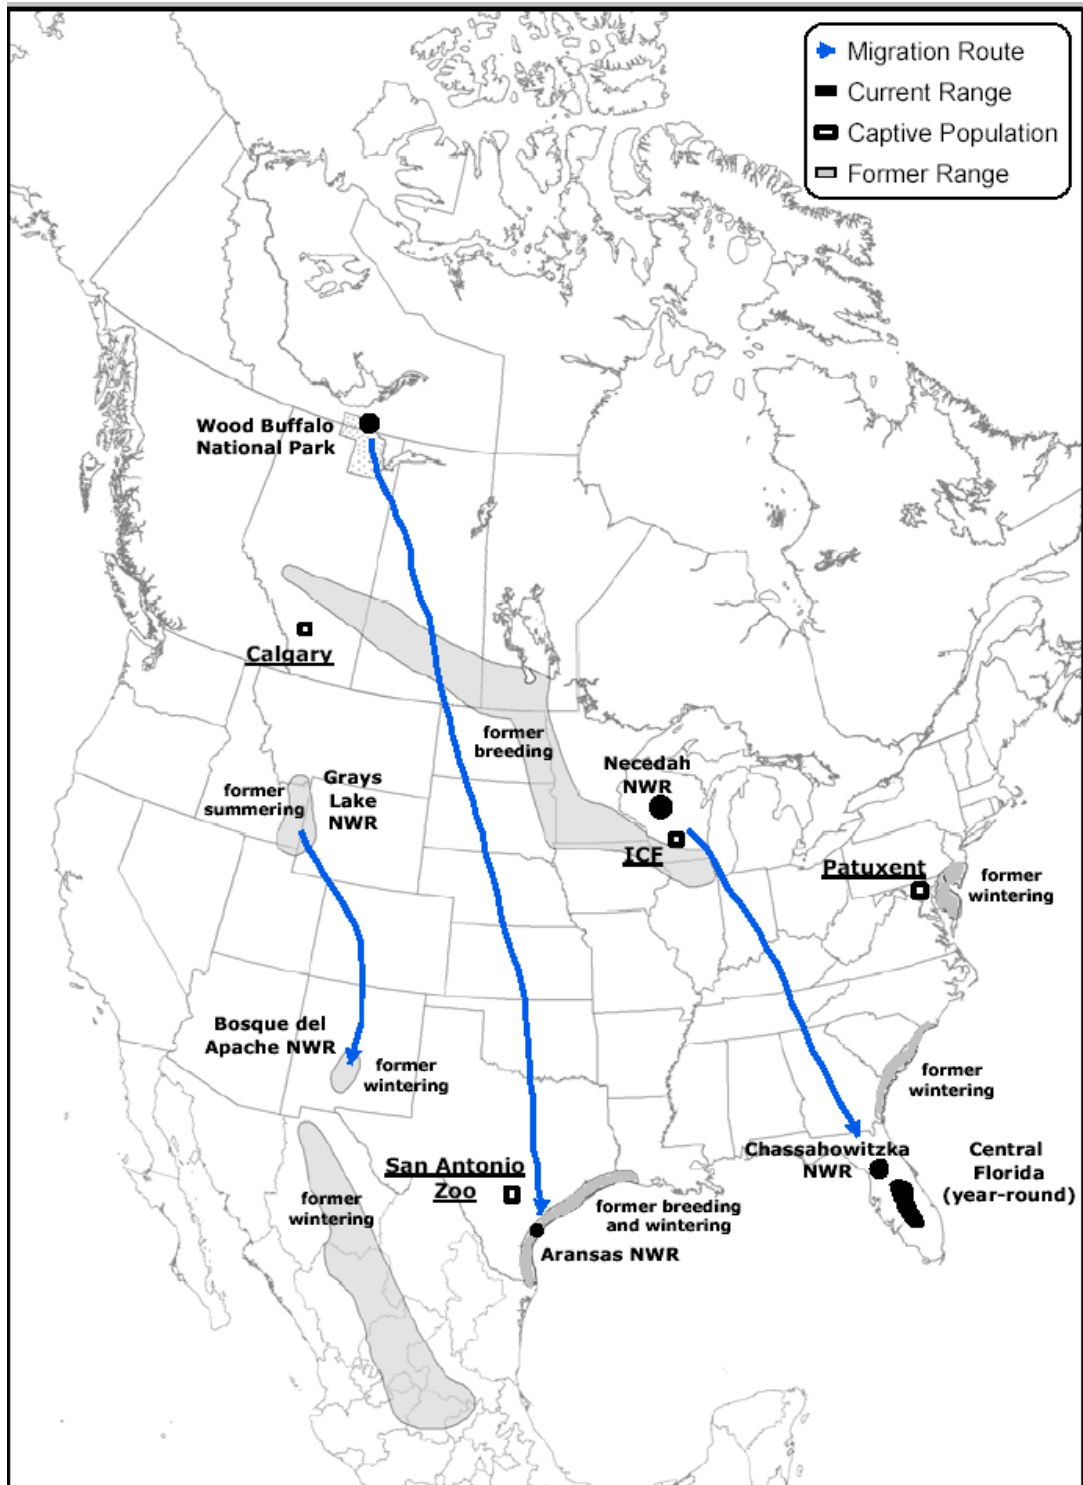 Migration Route
Current Range
Captive Population
Former Range
Wood Buffalo
National Park
Calgary
former
breeding
Necedah
NWR
former
summering
Grays
Lake
NWR
ICF
Patuxent
former
wintering
Bosque del
Apache NWR
former
wintering
former
wintering
Chassahowitzka
NWR
Central
Florida
(year-round)
San Antonio
Zoo
former
wintering
former breeding
and wintering
Aransas NWR